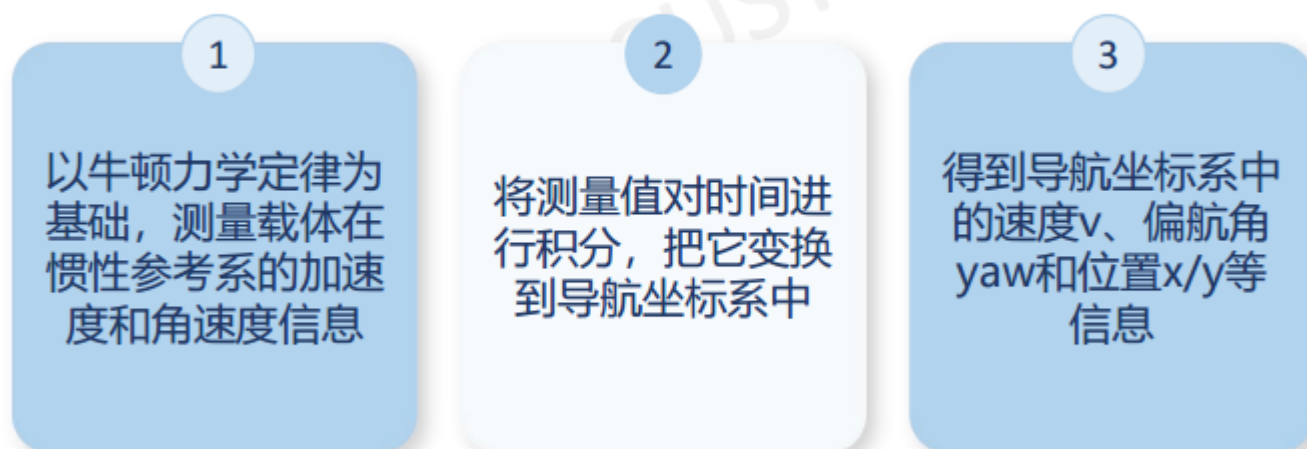 1
以牛顿力学定律为
基础，测量载体在
惯性参考系的加速
度和角速度信息
2
将测量值对时间进
行积分，把它变换
到导航坐标系中
3
得到导航坐标系中
的速度v、偏航角
yaw和位置x/y等
信息